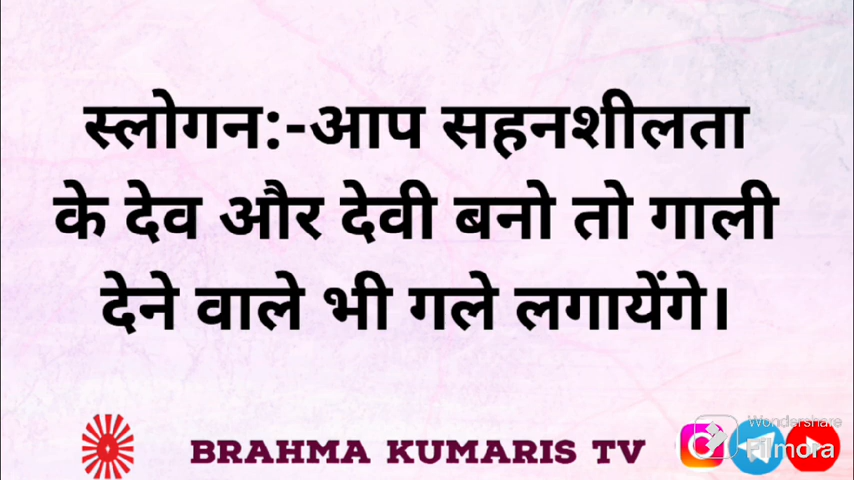 स्लोगन:-आप सहनशीलता
के देव और देवी बनो तो गाली
देने वाले भी गले लगायेंगे।
BRAHMA KUMARIS TV
Wondershare
Filmora